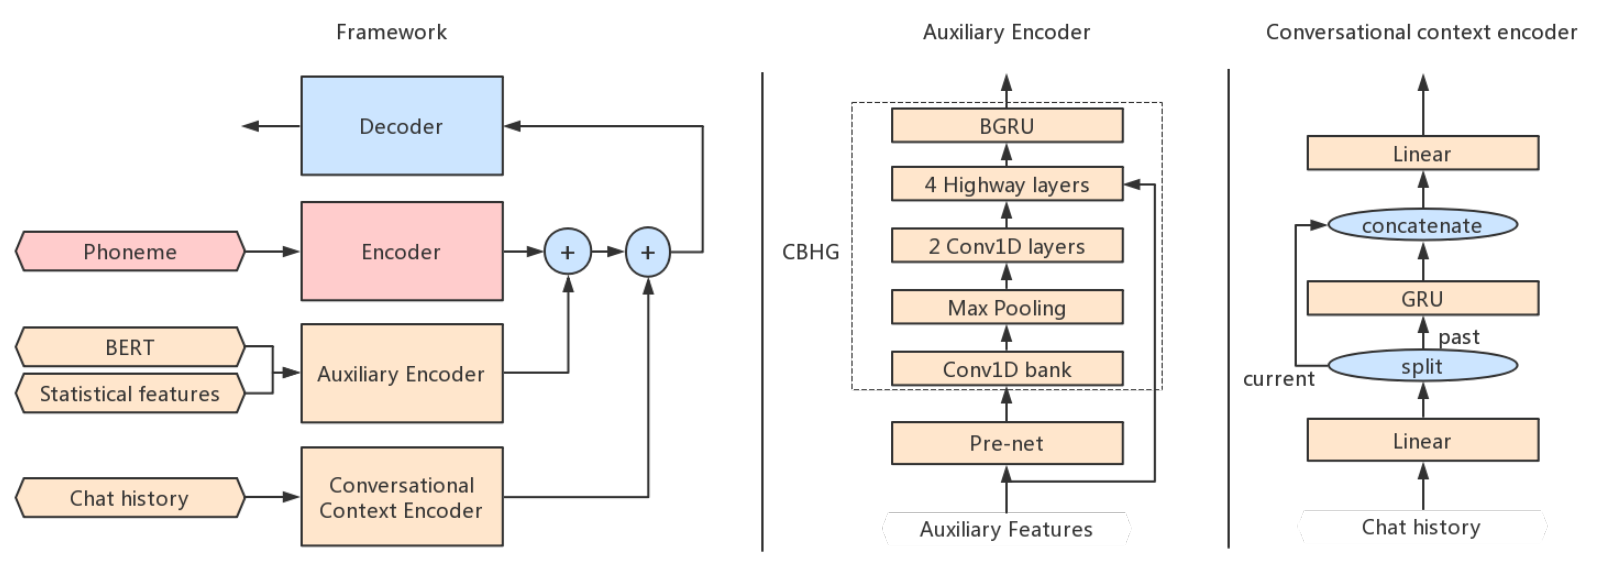 Framework
Decoder
Phoneme
Encoder
+
+
BERT
Statistical features
Auxiliary Encoder
Chat history
Conversational
Context Encoder
Auxiliary Encoder
CBHG
BGRU
4 Highway layers
2 Conv1D layers
Max Pooling
Conv1D bank
Pre-net
Auxiliary Features
Conversational context encoder
Linear
concatenate
GRU
past
split
current
Linear
Chat history